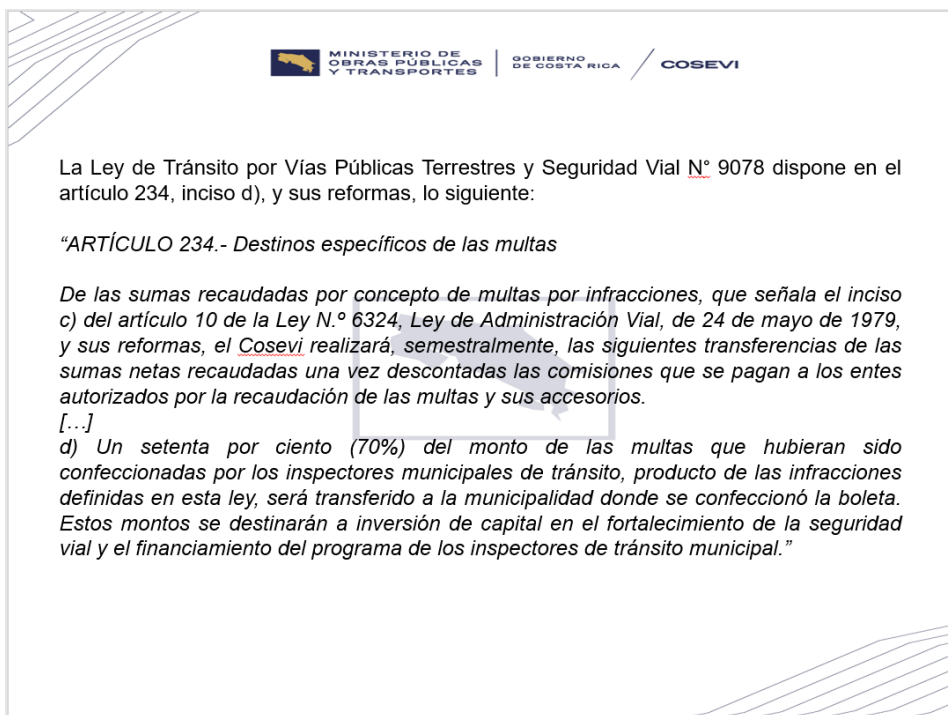 MINISTERIO DE
OBRAS PÚBLICAS
Y TRANSPORTES
GOBIERNO
DE COSTA RICA
COSEVI
La Ley de Tránsito por Vías Públicas Terrestres y Seguridad Vial N° 9078 dispone en el
artículo 234, inciso d), y sus reformas, lo siguiente:
“ARTÍCULO 234.- Destinos específicos de las multas
De las sumas recaudadas por concepto de multas por infracciones, que señala el inciso
c) del artículo 10 de la Ley N.º 6324, Ley de Administración Vial, de 24 de mayo de 1979,
y sus reformas, el Cosevi realizará, semestralmente, las siguientes transferencias de las
sumas netas recaudadas una vez descontadas las comisiones que se pagan a los entes
autorizados por la recaudación de las multas y sus accesorios.
[…]
d) Un setenta por ciento (70%) del monto de las multas que hubieran sido
confeccionadas por los inspectores municipales de tránsito, producto de las infracciones
definidas en esta ley, será transferido a la municipalidad donde se confeccionó la boleta.
Estos montos se destinarán a inversión de capital en el fortalecimiento de la seguridad
vial y el financiamiento del programa de los inspectores de tránsito municipal.”